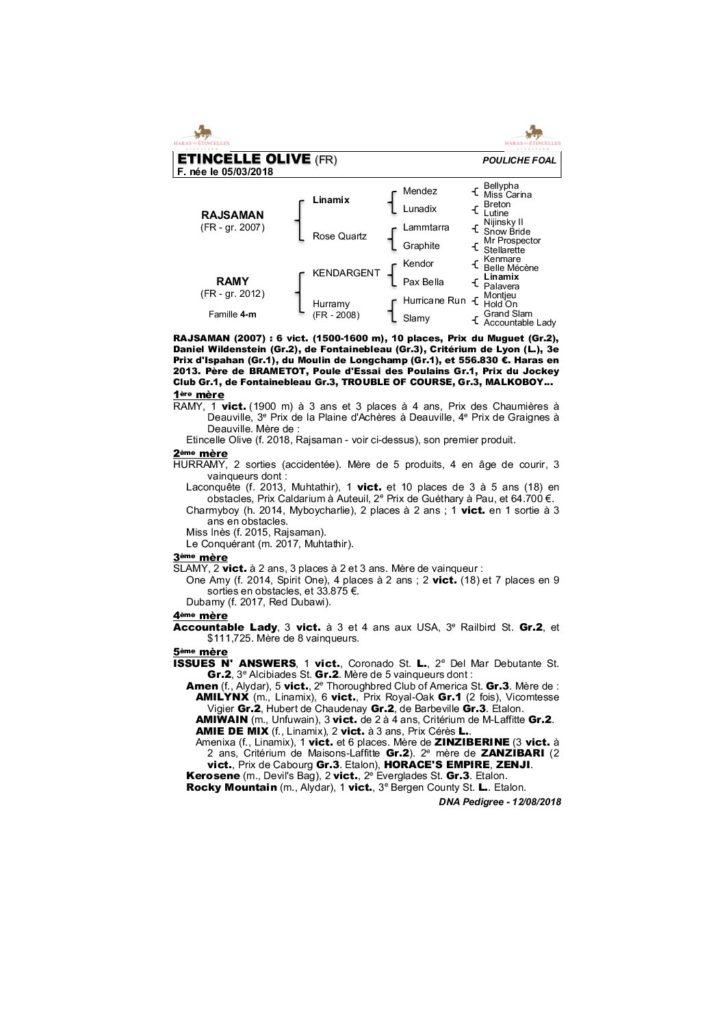 HARAS DES ETINCELLES
HARAS DES ETINCELLES
ETINCELLE OLIVE (FR) POULICHE FOAL
F. née le 05/03/2018
RAJSAMAN
(FR - gr. 2007)
RAMY
(FR - gr. 2012)
Famille 4-m
Linamix
Rose Quartz
KENDARGENT
Hurramy
(FR - 2008)
Mendez
Lunadix
Lammtarra
Graphite
Kendor
Pax Bella
Hurricane Run
Slamy
Bellypha
Miss Carina
Breton
Lutine
Nijinsky II
Snow Bride
Mr Prospector
Stellarette
Kenmare
Belle Mécène
Linamix
Palavera
Montjeu
Hold On
Grand Slam
Accountable Lady
RAJSAMAN (2007) : 6 vict. (1500-1600 m), 10 places, Prix du Muguet (Gr.2),
Daniel Wildenstein (Gr.2), de Fontainebleau (Gr.3), Critérium de Lyon (L.), 3e
Prix d'Ispahan (Gr.1), du Moulin de Longchamp (Gr.1), et 556.830 €. Haras en
2013. Père de BRAMETOT, Poule d'Essai des Poulains Gr.1, Prix du Jockey
Club Gr.1, de Fontainebleau Gr.3, TROUBLE OF COURSE, Gr.3, MALKOBOY...
1ère mère
RAMY, 1 vict. (1900 m) à 3 ans et 3 places à 4 ans, Prix des Chaumières à
Deauville, 3e Prix de la Plaine d'Achères à Deauville, 4e Prix de Graignes à
Deauville. Mère de :
Etincelle Olive (f. 2018, Rajsaman - voir ci-dessus), son premier produit.
2ème mère
HURRAMY, 2 sorties (accidentée). Mère de 5 produits, 4 en âge de courir, 3
vainqueurs dont :
Laconquête (f. 2013, Muhtathir), 1 vict. et 10 places de 3 à 5 ans (18) en
obstacles, Prix Caldarium à Auteuil, 2e Prix de Guéthary à Pau, et 64.700 €.
Charmyboy (h. 2014, Myboycharlie), 2 places à 2 ans ; 1 vict. en 1 sortie à 3
ans en obstacles.
Miss Inès (f. 2015, Rajsaman).
Le Conquérant (m. 2017, Muhtathir).
3ème mère
SLAMY, 2 vict. à 2 ans, 3 places à 2 et 3 ans. Mère de vainqueur :
One Amy (f. 2014, Spirit One), 4 places à 2 ans ; 2 vict. (18) et 7 places en 9
sorties en obstacles, et 33.875 €.
Dubamy (f. 2017, Red Dubawi).
4ème mère
Accountable Lady, 3 vict. à 3 et 4 ans aux USA, 3e Railbird St. Gr.2, et
$111,725. Mère de 8 vainqueurs.
5ème mère
ISSUES N' ANSWERS, 1 vict., Coronado St. L., 2e Del Mar Debutante St.
Gr.2, 3e Alcibiades St. Gr.2. Mère de 5 vainqueurs dont :
Amen (f., Alydar), 5 vict., 2e Thoroughbred Club of America St. Gr.3. Mère de :
AMILYNX (m., Linamix), 6 vict., Prix Royal-Oak Gr.1 (2 fois), Vicomtesse
Vigier Gr.2, Hubert de Chaudenay Gr.2, de Barbeville Gr.3. Etalon.
AMIWAIN (m., Unfuwain), 3 vict. de 2 à 4 ans, Critérium de M-Laffitte Gr.2.
AMIE DE MIX (f., Linamix), 2 vict. à 3 ans, Prix Cérès L..
Amenixa (f., Linamix), 1 vict. et 6 places. Mère de ZINZIBERINE (3 vict. à
2 ans, Critérium de Maisons-Laffitte Gr.2). 2e mère de ZANZIBARI (2
vict., Prix de Cabourg Gr.3. Etalon), HORACE'S EMPIRE, ZENJI.
Kerosene (m., Devil's Bag), 2 vict., 2e Everglades St. Gr.3. Etalon.
Rocky Mountain (m., Alydar), 1 vict., 3e Bergen County St. L.. Etalon.
DNA Pedigree - 12/08/2018